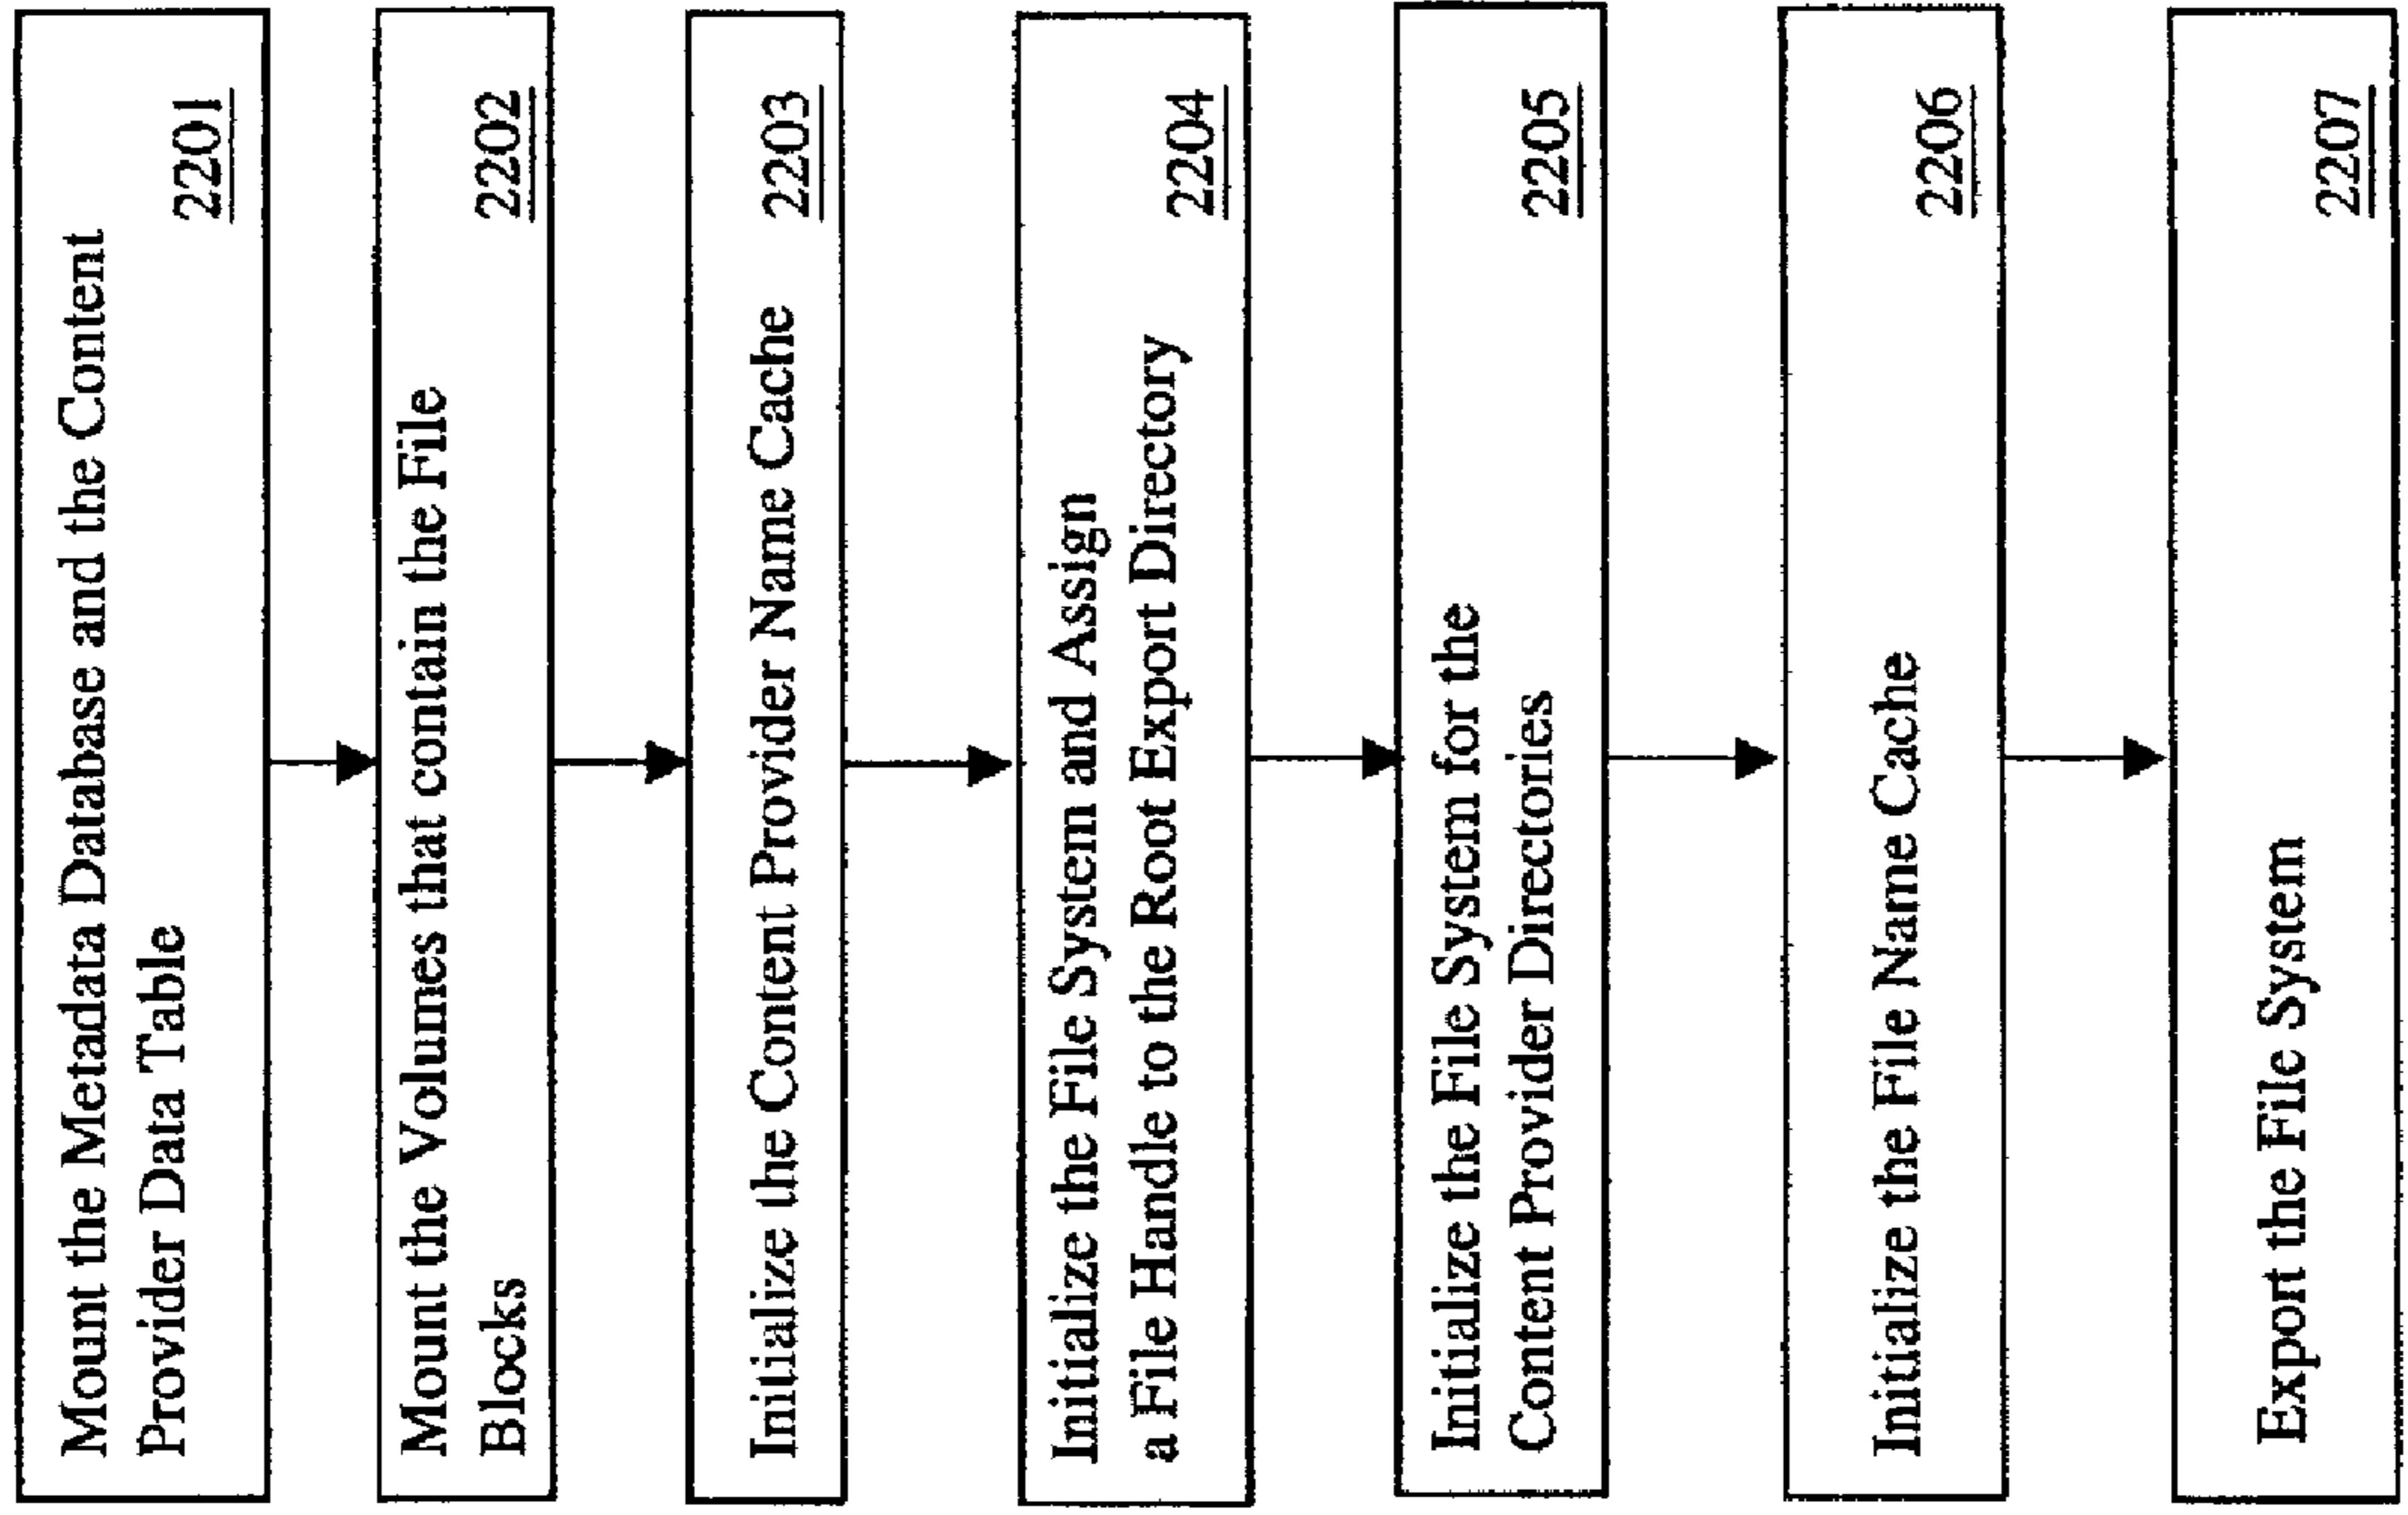 Mount the Metadata Database and the Content
Provider Data Table
2201
Mount the Volumes that contain the File
Blocks
2202
Initialize the Content Provider Name Cache
2203
Initialize the File System and Assign
a File Handle to the Root Export Directory
2204
Initialize the File System for the
Content Provider Directories
2205
Initialize the File Name Cache
2206
Export the File System
2207